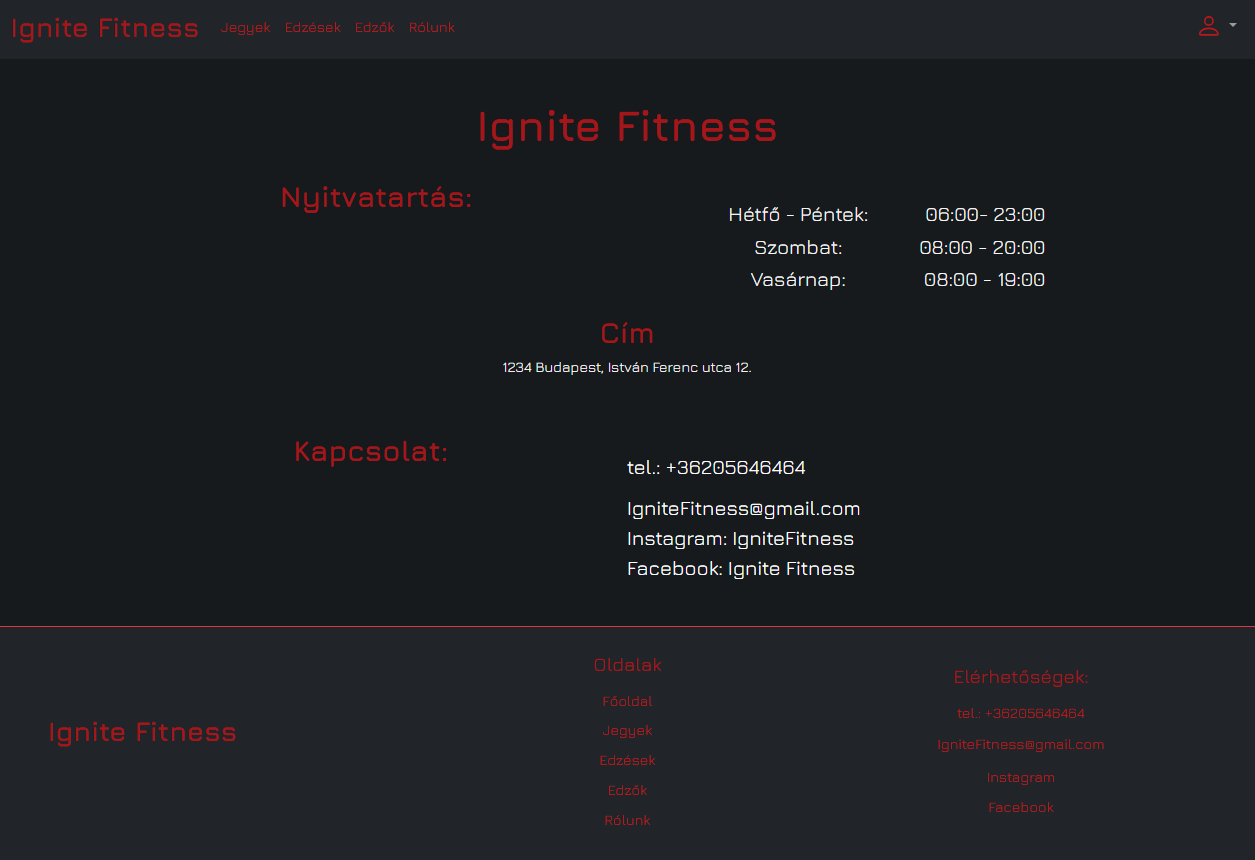 Ignite Fitness Jegyek Edzések Edzők Rólunk
Ignite Fitness
Nyitvatartás:
Hétfő - Péntek: 06:00- 23:00
Szombat: 08:00 - 20:00
Vasárnap: 08:00 - 19:00
Cím
1234 Budapest, István Ferenc utca 12.
Kapcsolat:
tel.: +36205646464
IgniteFitness@gmail.com
Instagram: IgniteFitness
Facebook: Ignite Fitness
Ignite Fitness
Oldalak
Főoldal
Jegyek
Edzések
Edzők
Rólunk
Elérhetőségek:
tel.: +36205646464
IgniteFitness@gmail.com
Instagram
Facebook